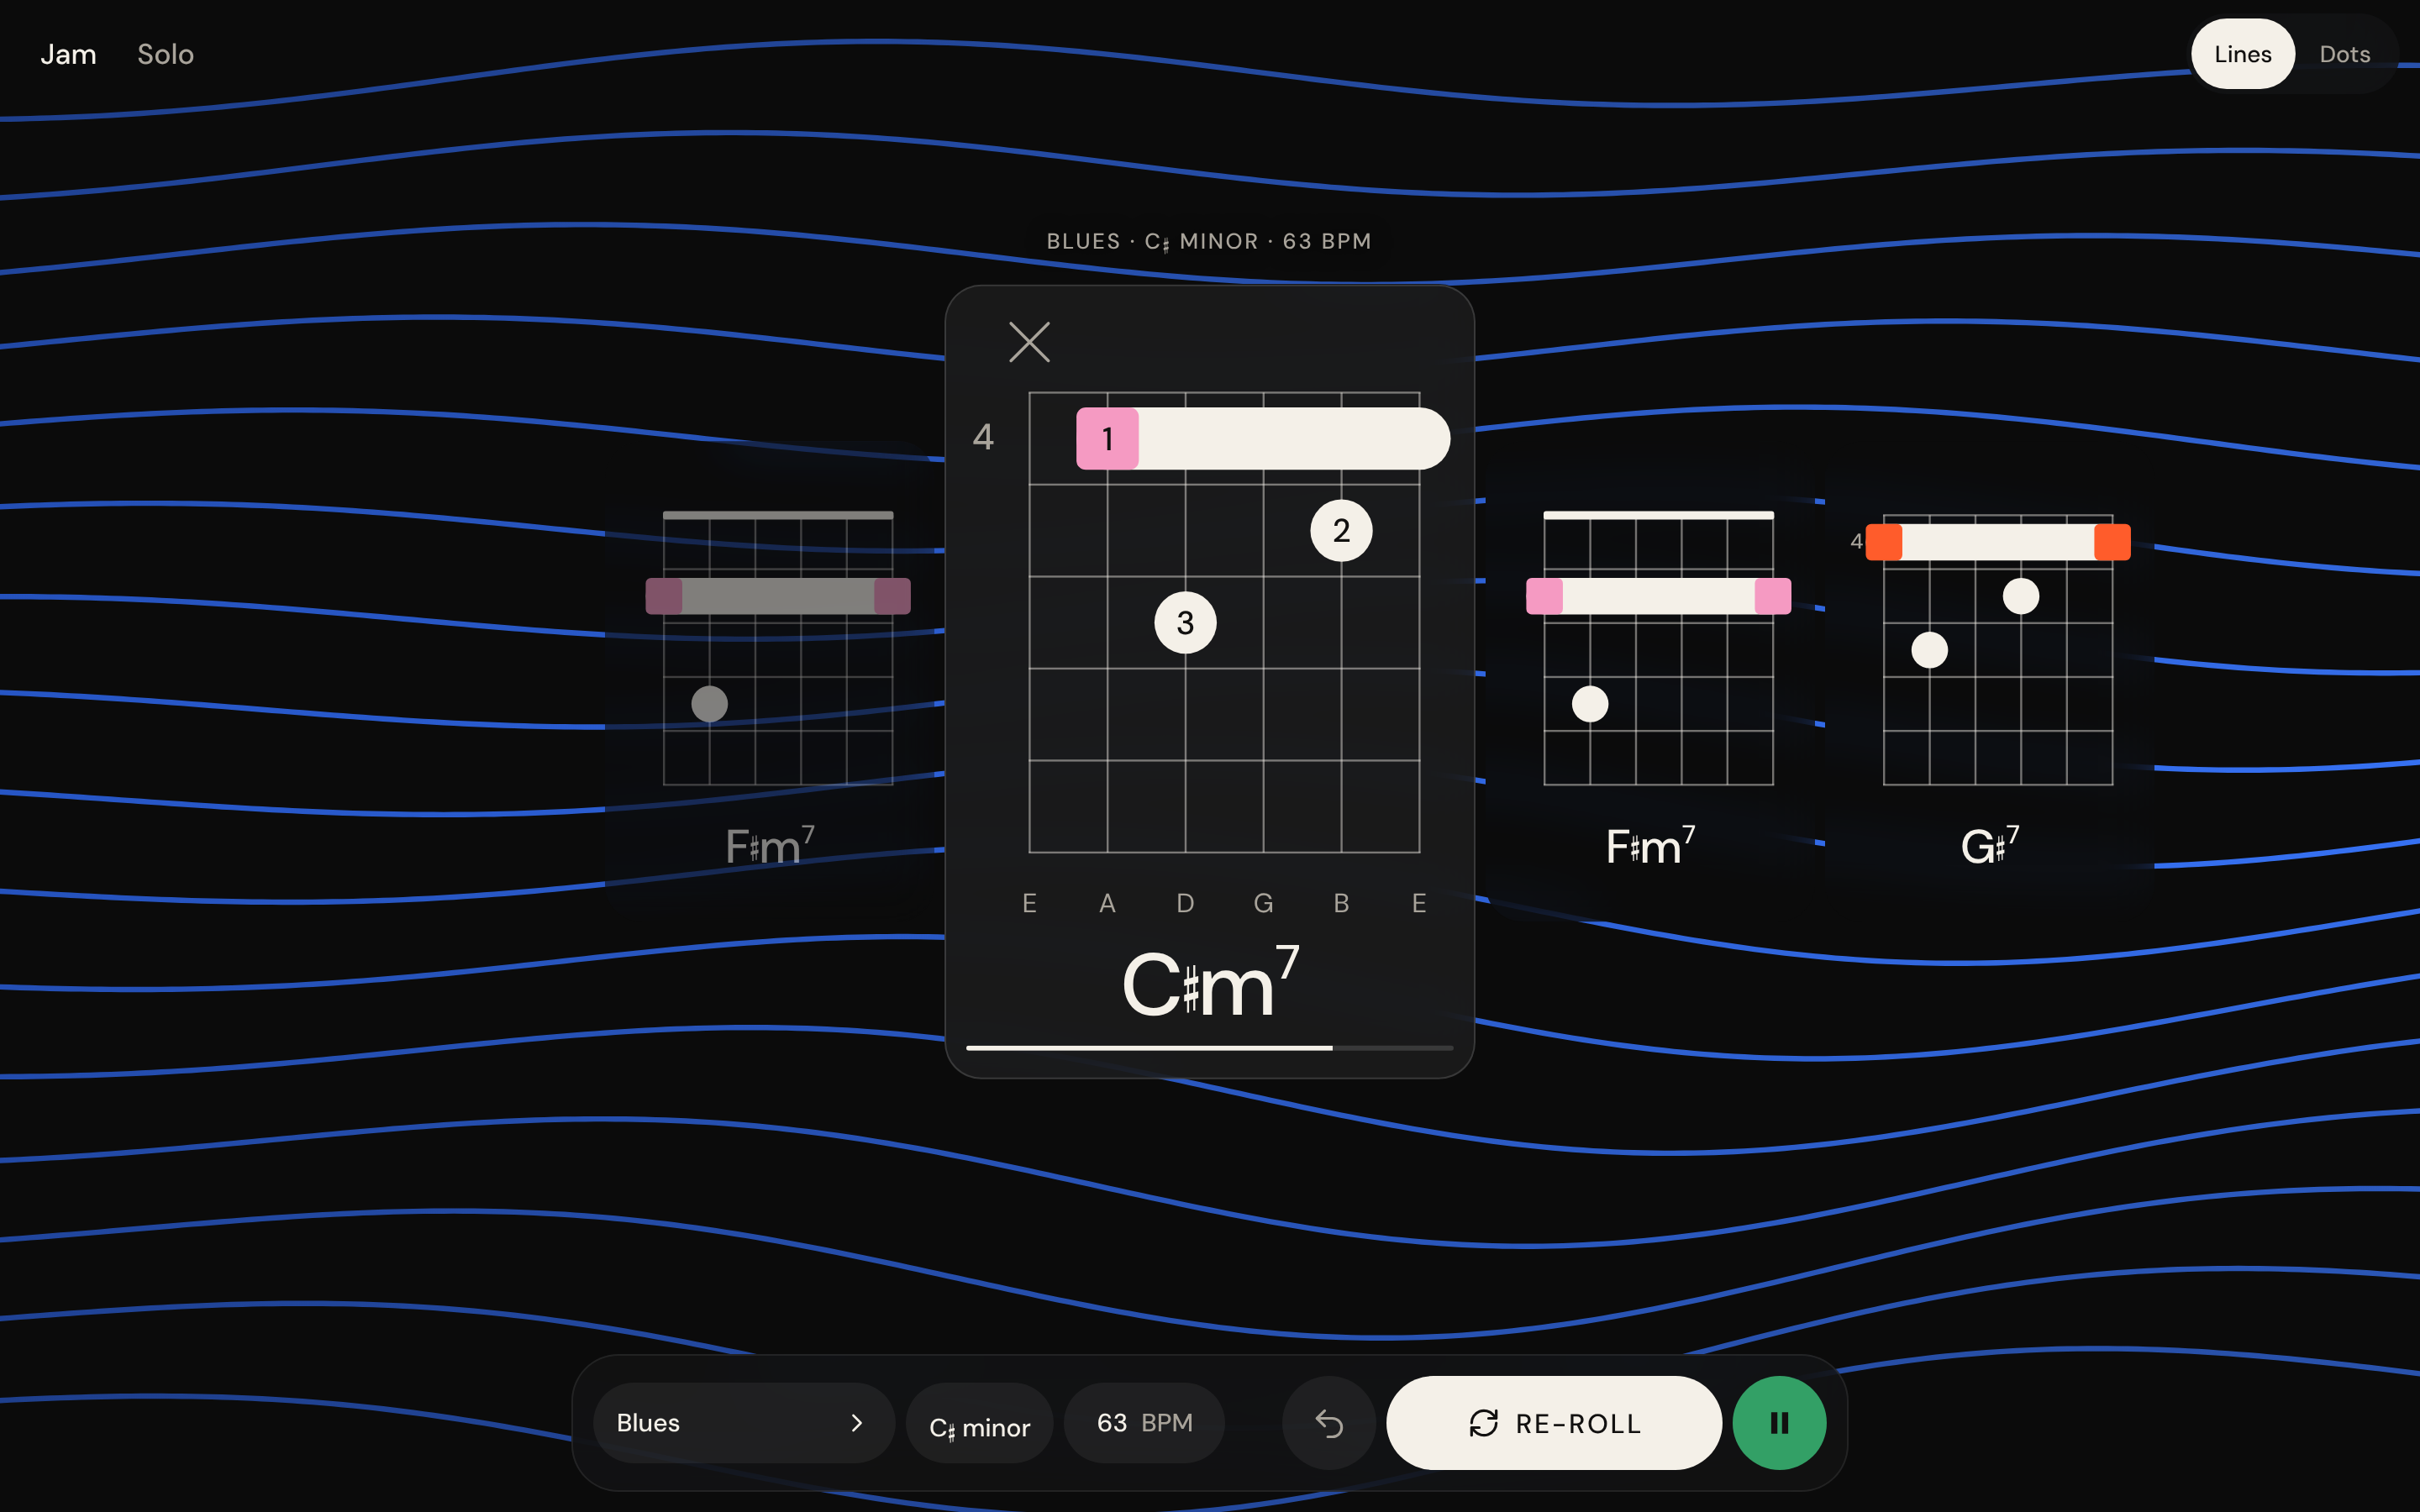 Jam Solo
Lines Dots
BLUES · C♯ MINOR · 63 BPM
4
1
2
3
4
E A D G B E
F♯m7
C♯m7
F♯m7
G♯7
Blues
C♯ minor
63 BPM
RE-ROLL